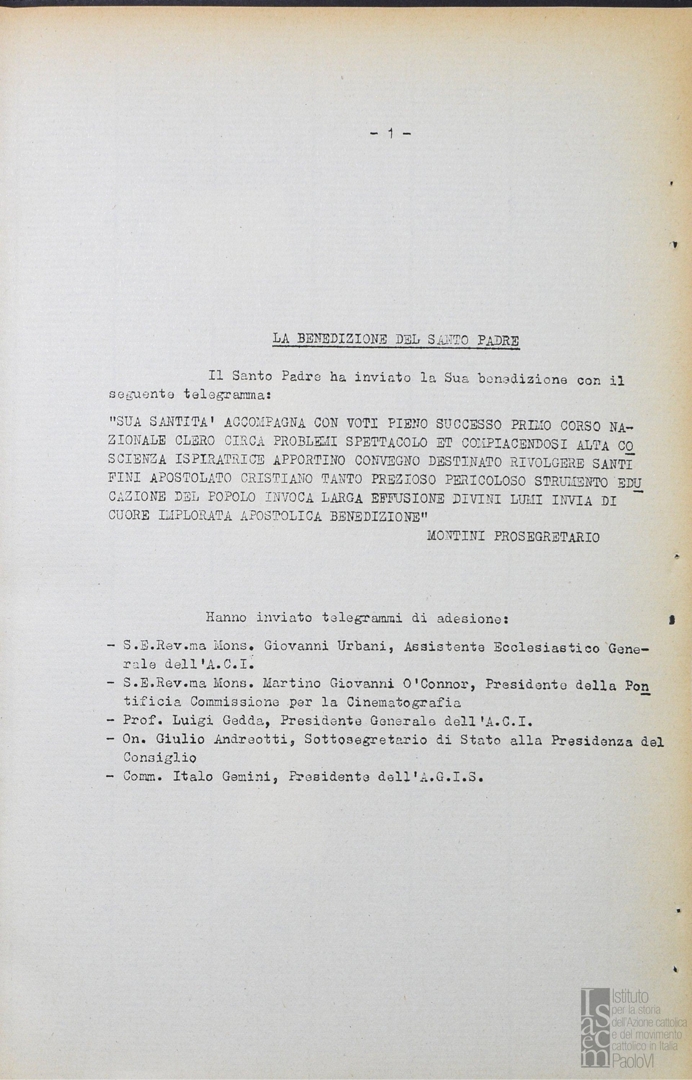 - 1 -
LA BENEDIZIONE DEL SANTO PADRE
Il Santo Padre ha inviato la Sua benedizione con il
seguente telegramma:
"SUA SANTITA' ACCOMPAGNA CON VOTI PIENO SUCCESSO PRIMO CORSO NA-
ZIONALE CLERO CIRCA PROBLEMI SPETTACOLO ET COMPIACENDOSI ALTA CO
SCIENZA ISPIRATRICE APPORTINO CONVEGNO DESTINATO RIVOLGERE SANTI
FINI APOSTOLATO CRISTIANO TANTO PREZIOSO PERICOLOSO STRUMENTO EDU
CAZIONE DEL POPOLO INVOCA LARGA EFFUSIONE DIVINI LUMI INVIA DI
CUORE IMPLORATA APOSTOLICA BENEDIZIONE"
MONTINI PROSEGRETARIO
Hanno inviato telegrammi di adesione:
- S.E.Rev.ma Mons. Giovanni Urbani, Assistente Ecclesiastico Gene-
rale dell'A.C.I.
- S.E.Rev.ma Mons. Martino Giovanni O'Connor, Presidente della Pon
tificia Commissione per la Cinematografia
- Prof. Luigi Gedda, Presidente Generale dell'A.C.I.
- On. Giulio Andreotti, Sottosegretario di Stato alla Presidenza del
Consiglio
- Comm. Italo Gemini, Presidente dell'A.G.I.S.
Isacem
Istituto
per la storia
dell'Azione cattolica
e del movimento
cattolico in Italia
PaoloVI